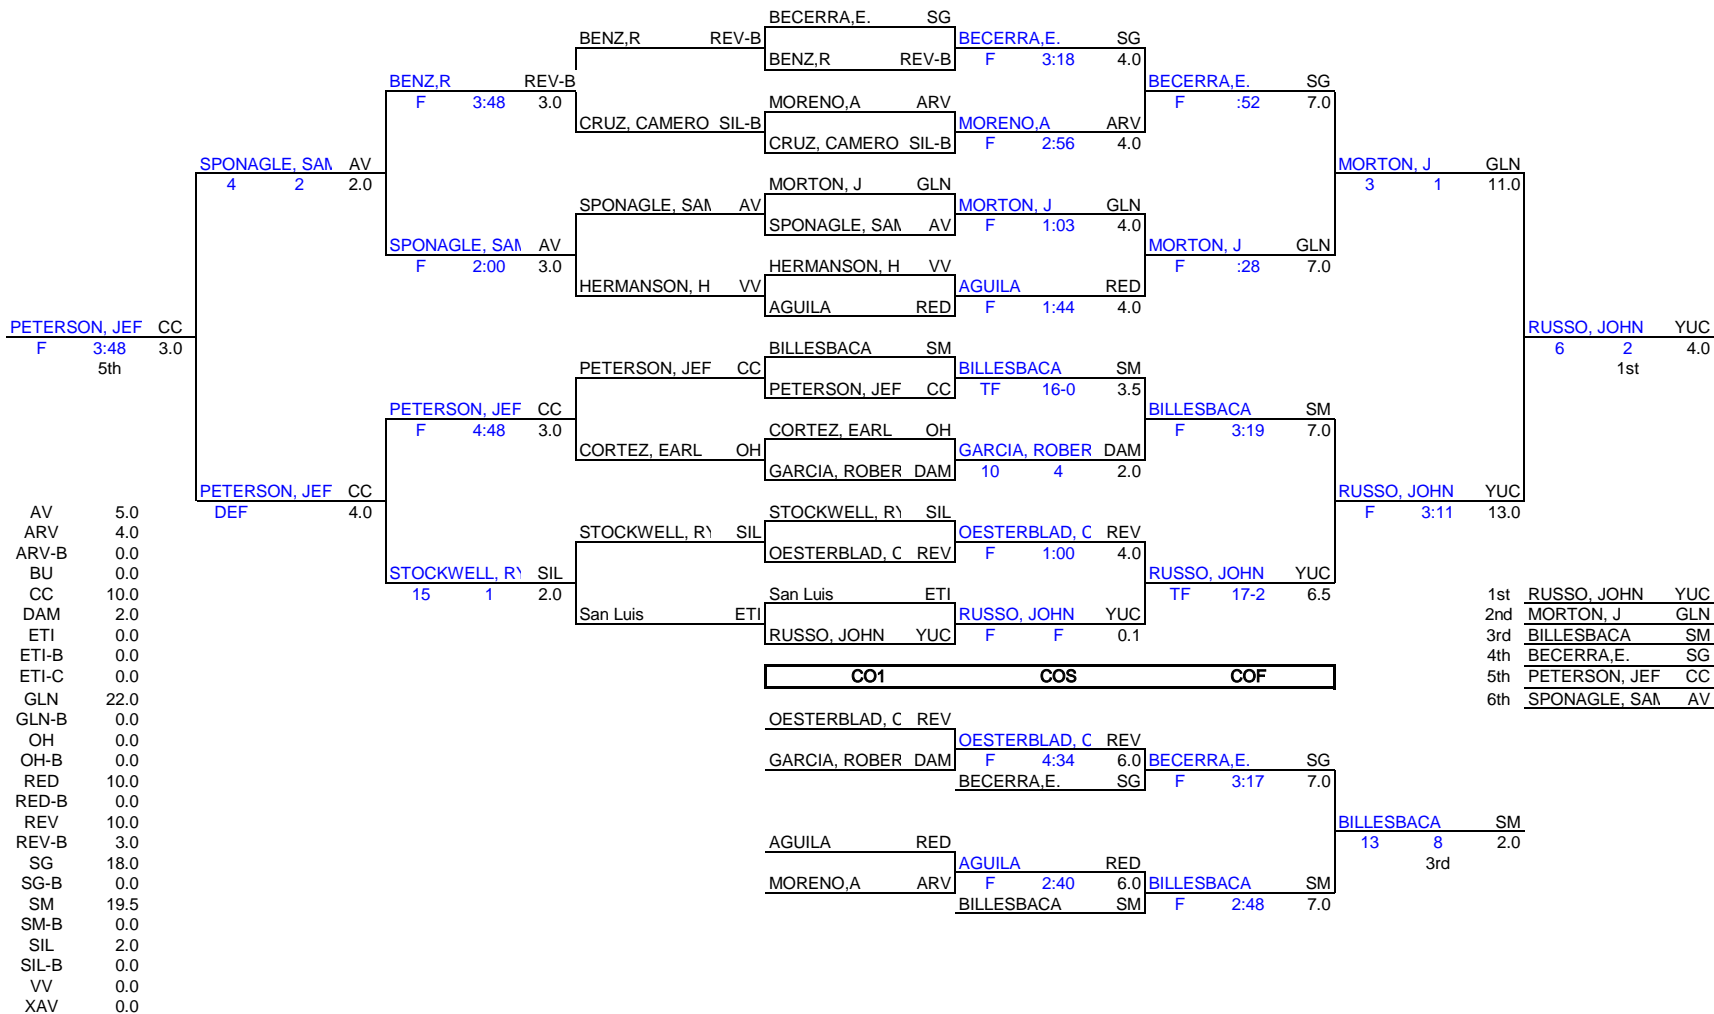 BECERRA,E. SG
BENZ,R REV-B BECERRA,E. SG
BENZ,R REV-B F 3:18 4.0
BENZ,R REV-B BECERRA,E. SG
F 3:48 3.0 MORENO,A ARV F :52 7.0
CRUZ, CAMERO SIL-B MORENO,A ARV
CRUZ, CAMERO SIL-B F 2:56 4.0
SPONAGLE, SAM AV MORTON, J GLN
4 2 2.0 MORTON, J GLN 3 1 11.0
SPONAGLE, SAM AV MORTON, J GLN
SPONAGLE, SAM AV F 1:03 4.0
SPONAGLE, SAM AV MORTON, J GLN
F 2:00 3.0 HERMANSON, H VV F :28 7.0
HERMANSON, H VV AGUILA RED
AGUILA RED F 1:44 4.0
PETERSON, JEF CC RUSSO, JOHN YUC
F 3:48 3.0 BILLESBACA SM 6 2 4.0
5th PETERSON, JEF CC BILLESBACA SM 1st
PETERSON, JEF CC TF 16-0 3.5
PETERSON, JEF CC BILLESBACA SM
F 4:48 3.0 CORTEZ, EARL OH F 3:19 7.0
CORTEZ, EARL OH GARCIA, ROBER DAM
GARCIA, ROBER DAM 10 4 2.0
PETERSON, JEF CC RUSSO, JOHN YUC
AV 5.0 DEF 4.0 STOCKWELL, RY SIL F 3:11 13.0
ARV 4.0 STOCKWELL, RY SIL OESTERBLAD, C REV
ARV-B 0.0 OESTERBLAD, C REV F 1:00 4.0
BU 0.0 STOCKWELL, RY SIL RUSSO, JOHN YUC
CC 10.0 15 1 2.0 San Luis ETI TF 17-2 6.5 1st RUSSO, JOHN YUC
DAM 2.0 San Luis ETI RUSSO, JOHN YUC 2nd MORTON, J GLN
ETI 0.0 RUSSO, JOHN YUC F F 0.1 3rd BILLESBACA SM
ETI-B 0.0 4th BECERRA,E. SG
ETI-C 0.0 CO1 COS COF 5th PETERSON, JEF CC
GLN 22.0 6th SPONAGLE, SAM AV
GLN-B 0.0 OESTERBLAD, C REV
OH 0.0 OESTERBLAD, C REV
OH-B 0.0 GARCIA, ROBER DAM F 4:34 6.0 BECERRA,E. SG
RED 10.0 BECERRA,E. SG F 3:17 7.0
RED-B 0.0
REV 10.0 BILLESBACA SM
REV-B 3.0 AGUILA RED 13 8 2.0
SG 18.0 AGUILA RED 3rd
SG-B 0.0 MORENO,A ARV F 2:40 6.0 BILLESBACA SM
SM 19.5 BILLESBACA SM F 2:48 7.0
SM-B 0.0
SIL 2.0
SIL-B 0.0
VV 0.0
XAV 0.0